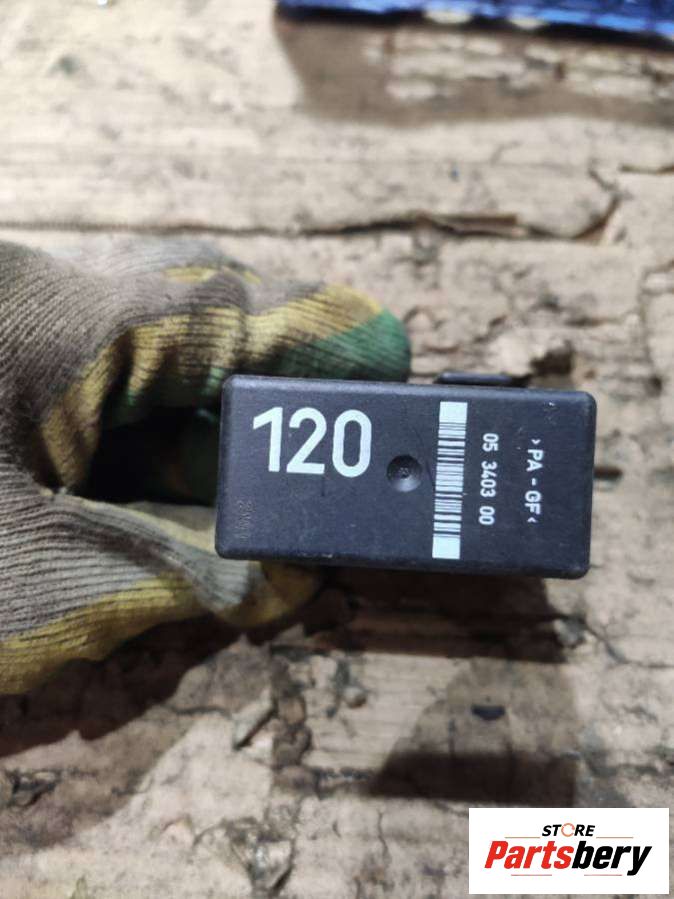 120
05 3403 00
>PA-GF<
STORE
Partsbery